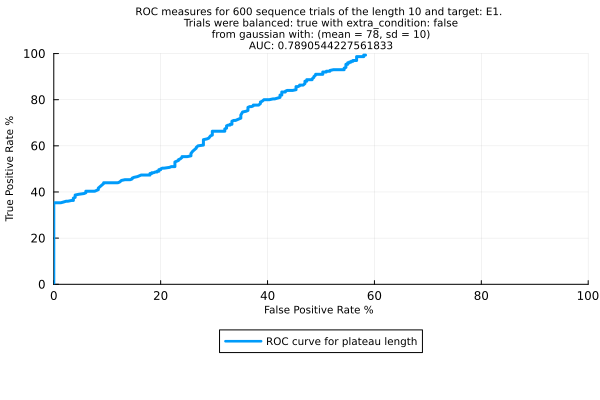 ROC measures for 600 sequence trials of the length 10 and target: E1.
Trials were balanced: true with extra_condition: false
from gaussian with: (mean = 78, sd = 10)
AUC: 0.7890544227561833
100
80
60
40
20
0
True Positive Rate %
0 20 40 60 80 100
False Positive Rate %
ROC curve for plateau length